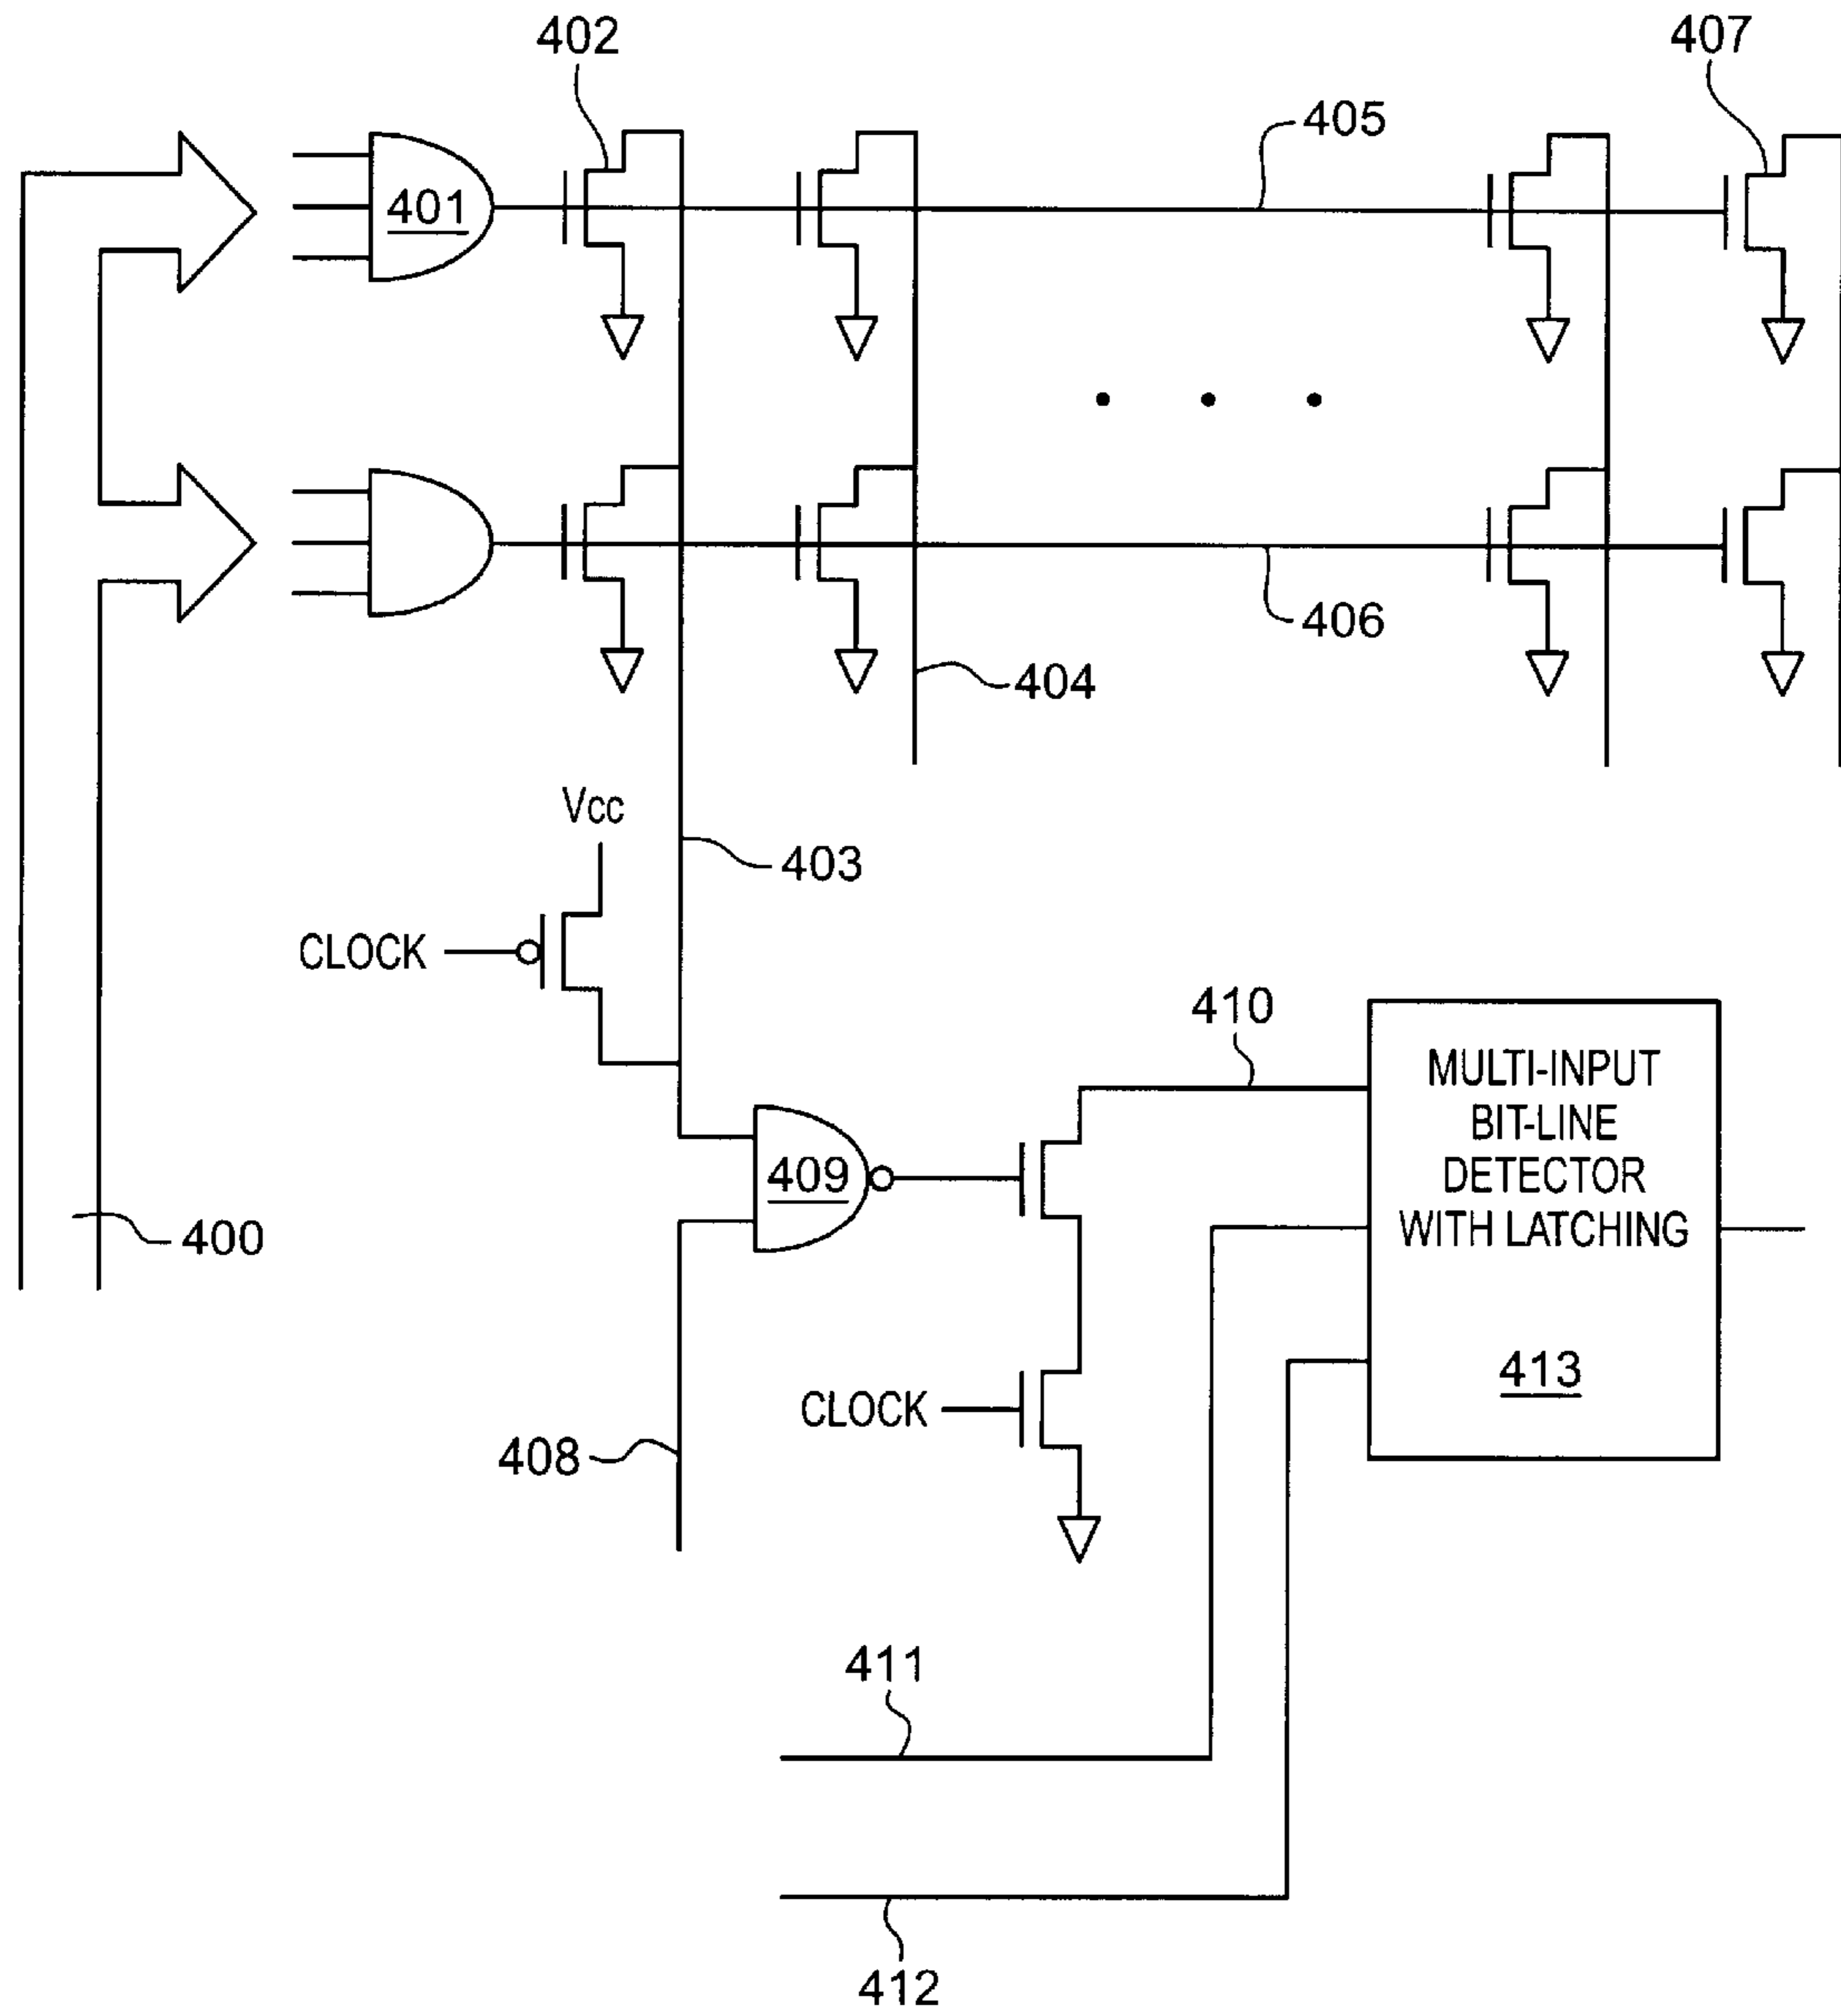 402
407
405
401
406
404
Vcc
403
CLOCK
410
MULTI-INPUT
BIT-LINE
DETECTOR
WITH LATCHING
409
400
413
CLOCK
408
411
412